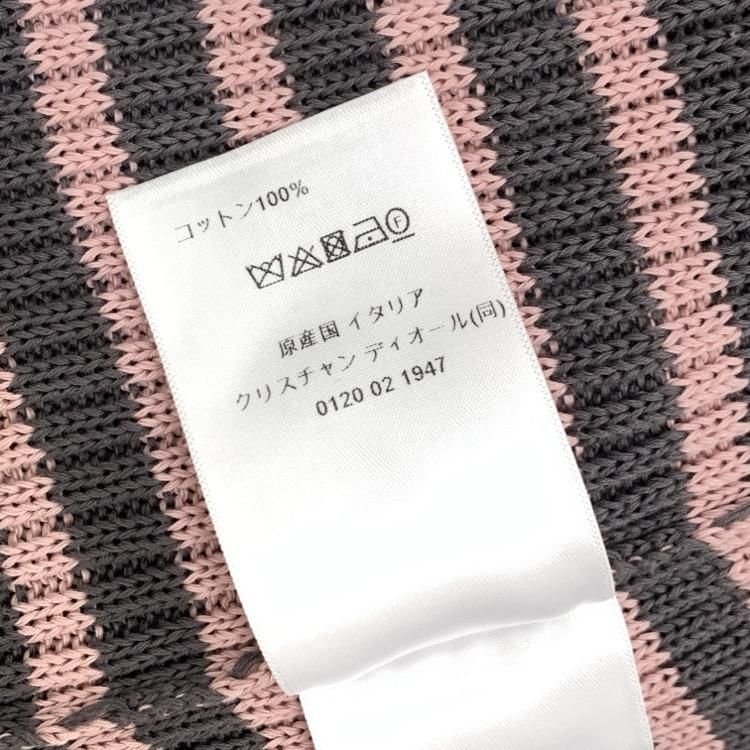 コットン100%
F
原産国 イタリア
クリスチャン ディオール(同)
0120 02 1947